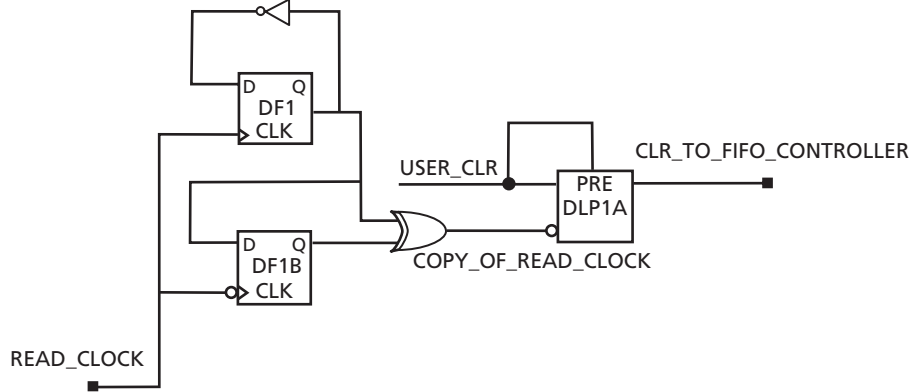 D Q
DF1
CLK
USER_CLR
CLR_TO_FIFO_CONTROLLER
PRE
DLP1A
D Q
DF1B
CLK
COPY_OF_READ_CLOCK
READ_CLOCK